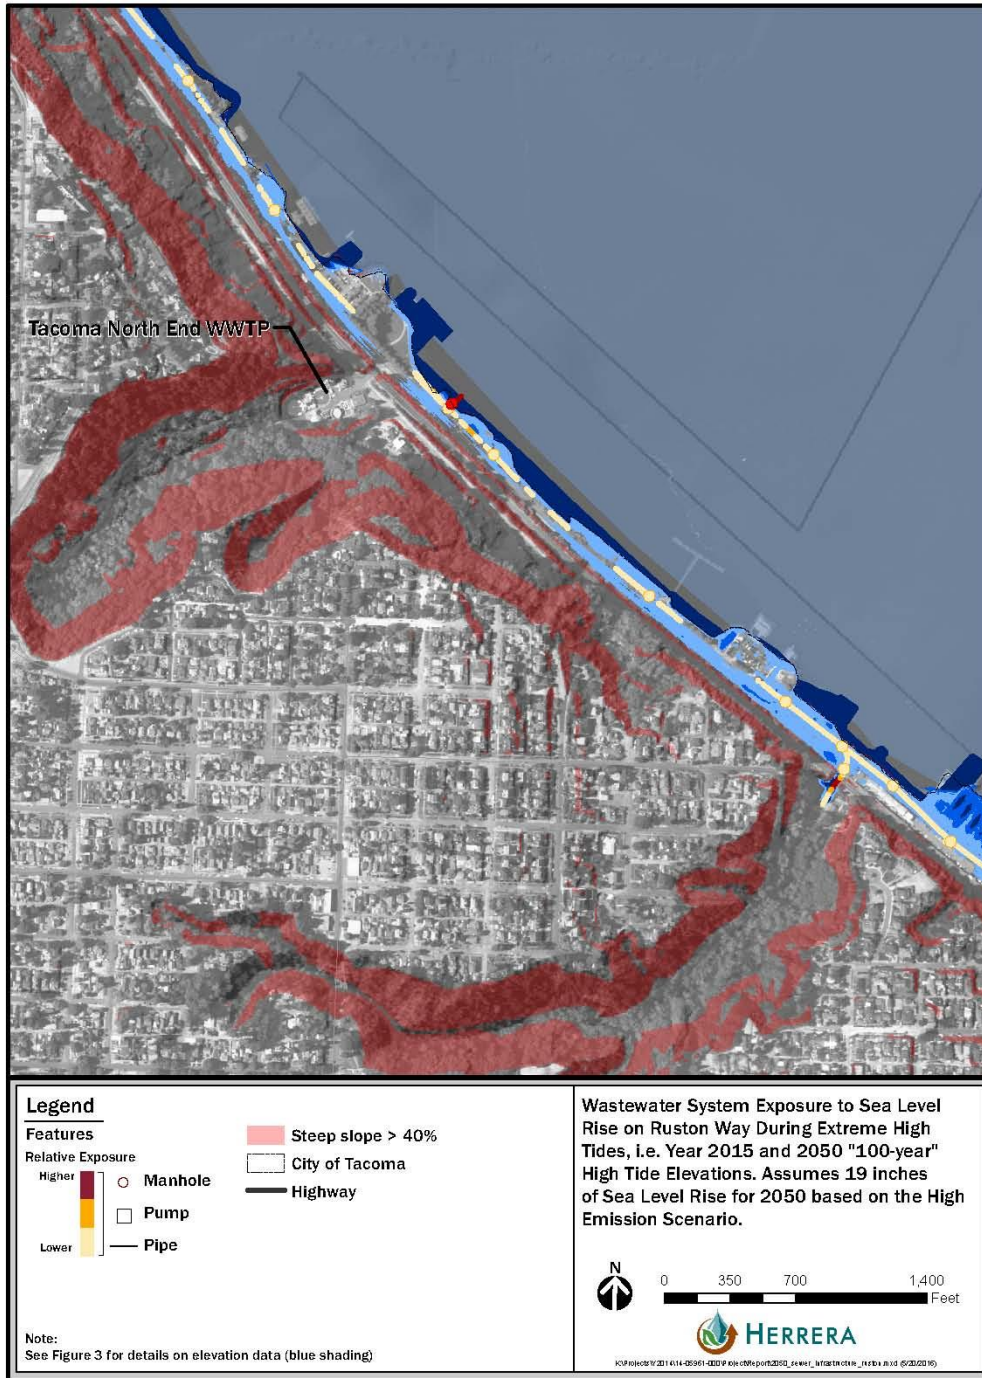 Tacoma North End WWTP
Legend
Features
Relative Exposure
Higher
Lower
Manhole
Pump
Pipe
Steep slope > 40%
City of Tacoma
Highway
Note:
See Figure 3 for details on elevation data (blue shading)
Wastewater System Exposure to Sea Level
Rise on Ruston Way During Extreme High
Tides, i.e. Year 2015 and 2050 "100-year"
High Tide Elevations. Assumes 19 inches
of Sea Level Rise for 2050 based on the High
Emission Scenario.
N
0 350 700 1,400
Feet
HERRERA